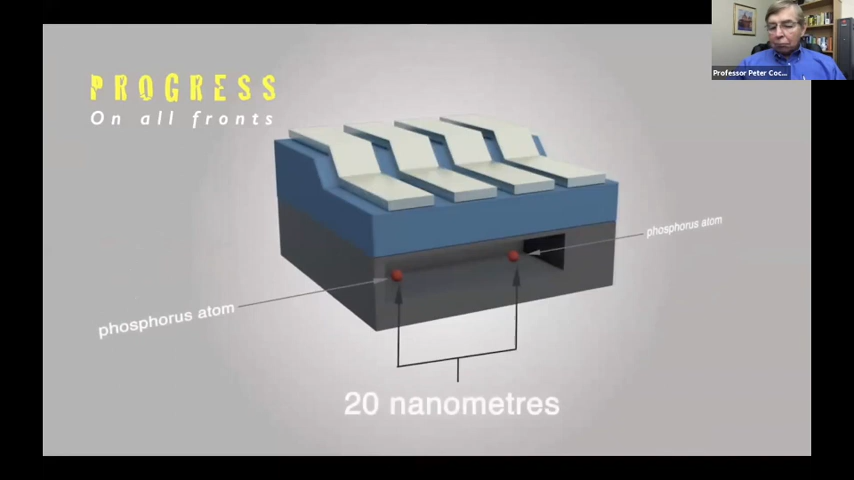 PROGRESS
On all fronts
Professor Peter Coc...
phosphorus atom
phosphorus atom
20 nanometres